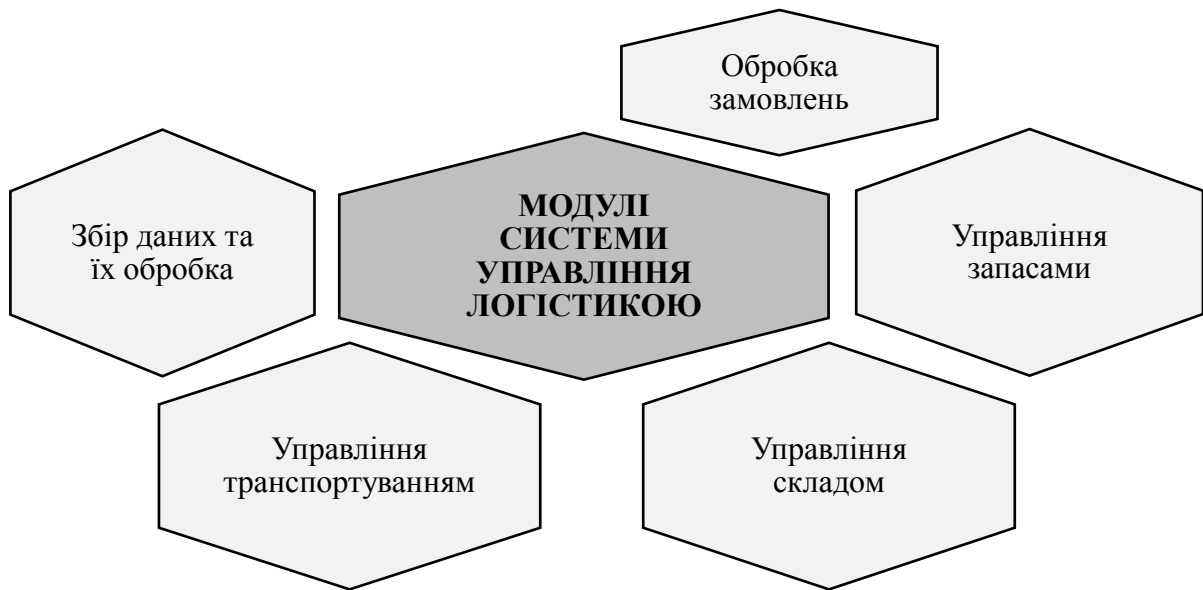 Обробка
замовлень
Збір даних та
їх обробка
МОДУЛІ
СИСТЕМИ
УПРАВЛІННЯ
ЛОГІСТИКОЮ
Управління
запасами
Управління
транспортуванням
Управління
складом